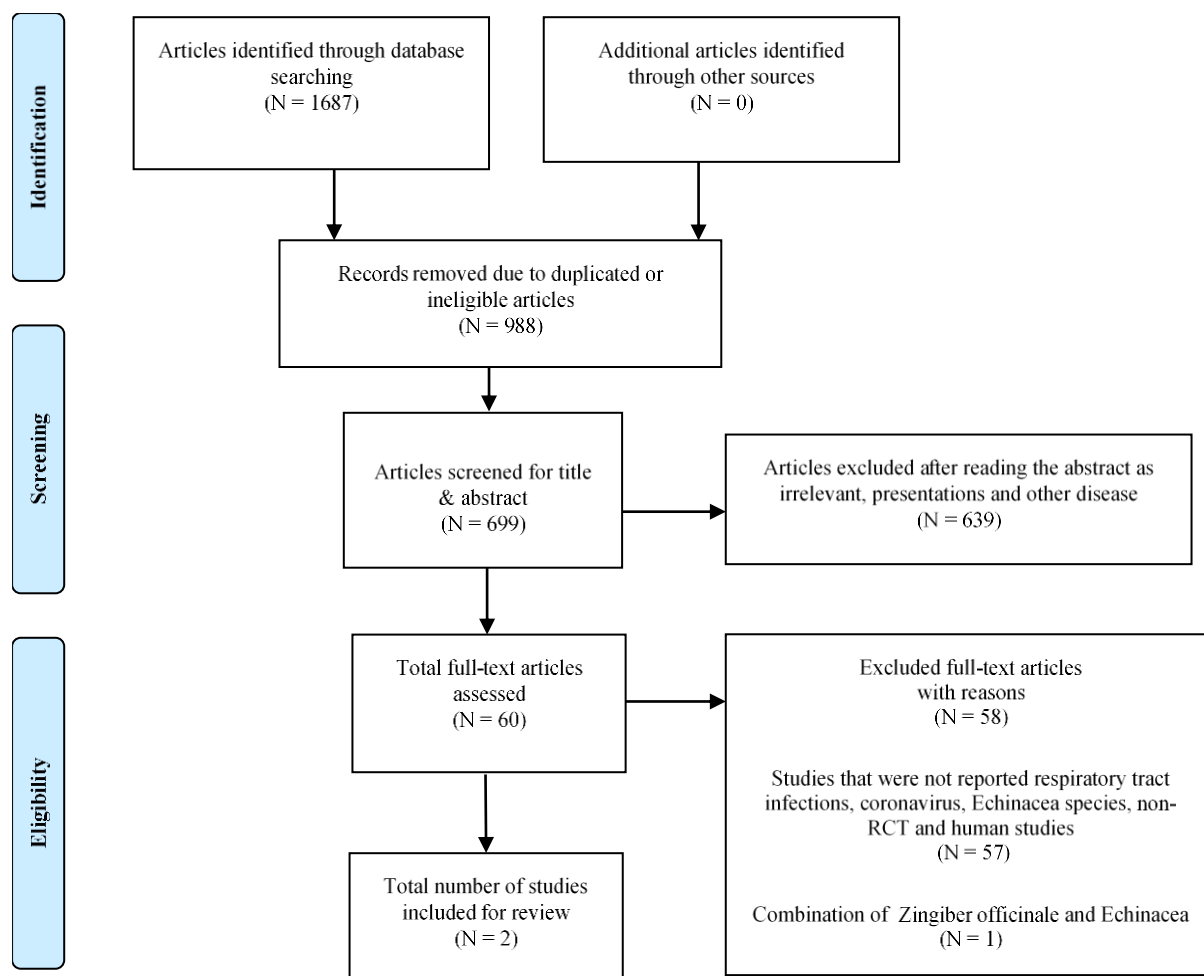 Identification
Articles identified through database
searching
(N = 1687)
Additional articles identified
through other sources
(N = 0)
Records removed due to duplicated or
ineligible articles
(N = 988)
Screening
Articles screened for title
& abstract
(N = 699)
Articles excluded after reading the abstract as
irrelevant, presentations and other disease
(N = 639)
Eligibility
Total full-text articles
assessed
(N = 60)
Excluded full-text articles
with reasons
(N = 58)
Studies that were not reported respiratory tract
infections, coronavirus, Echinacea species, non-
RCT and human studies
(N = 57)
Combination of Zingiber officinale and Echinacea
(N = 1)
Total number of studies
included for review
(N = 2)